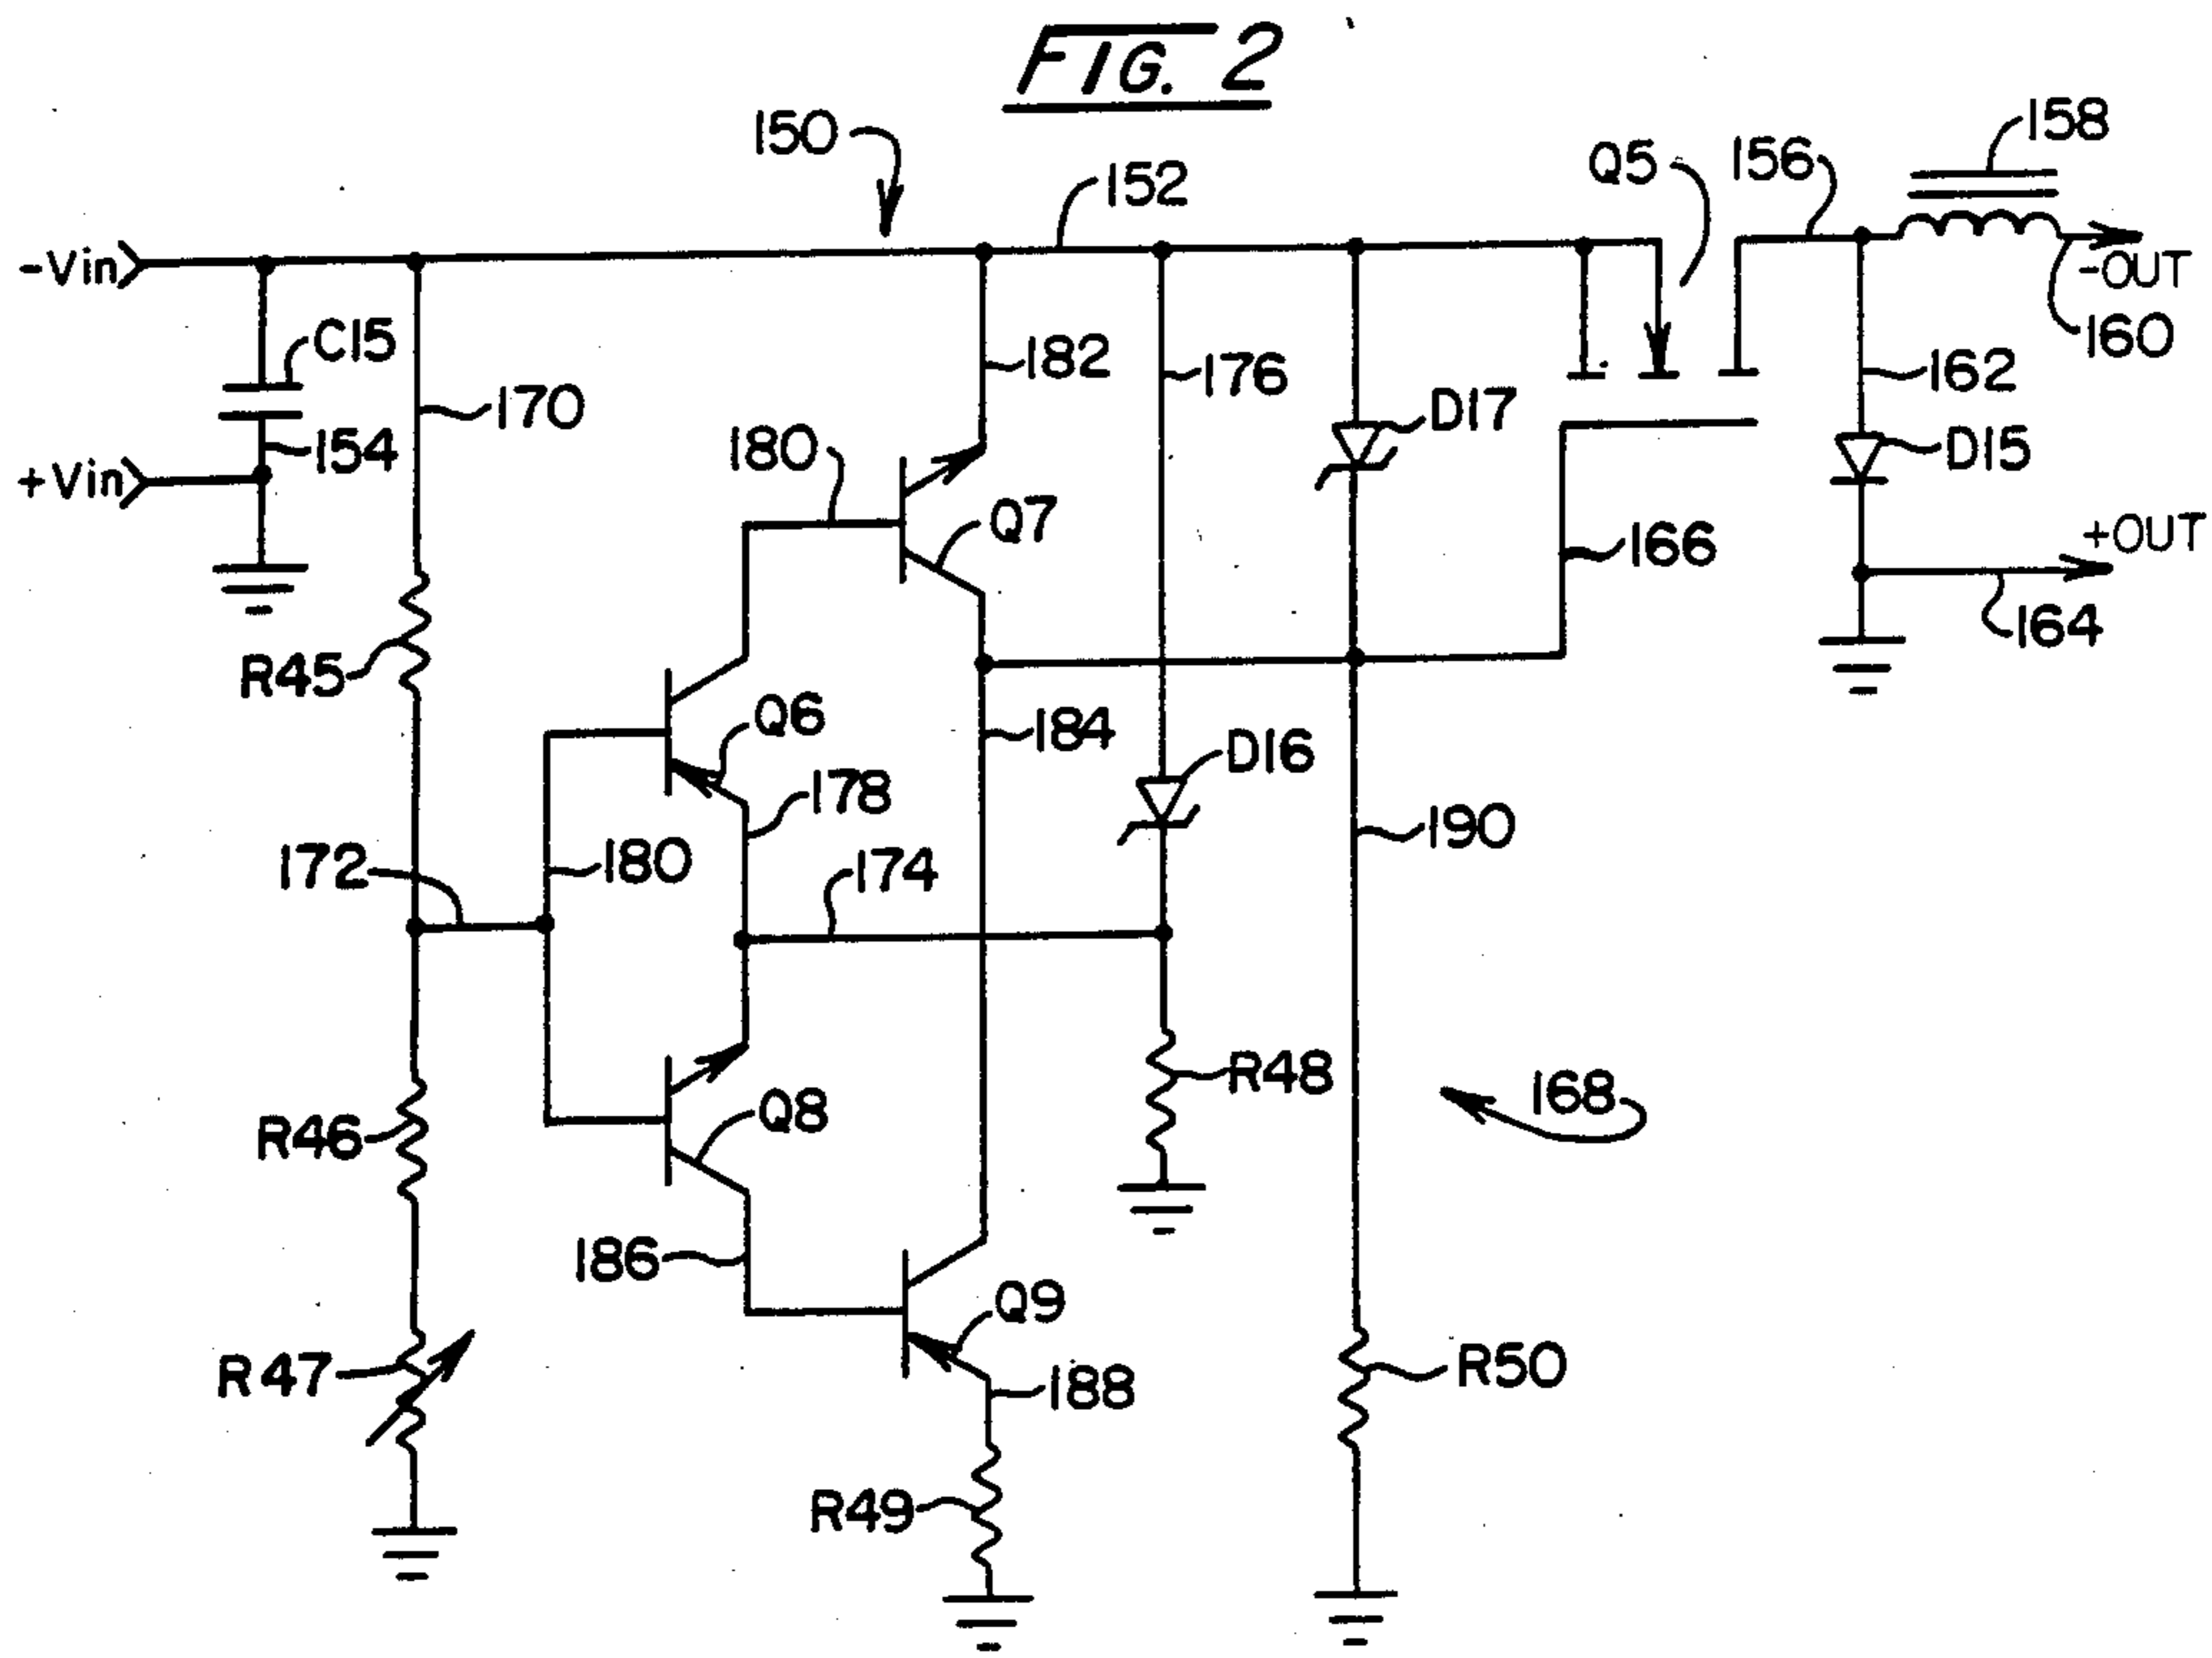 FIG. 2
150
152
Q5
156
158
-Vin
-OUT
160
C15
182
176
162
170
D17
154
180
D15
+Vin
Q7
+OUT
166
164
R45
Q6
184
D16
178
190
172
180
174
R48
168
Q8
R46
186
Q9
R47
188
R50
R49